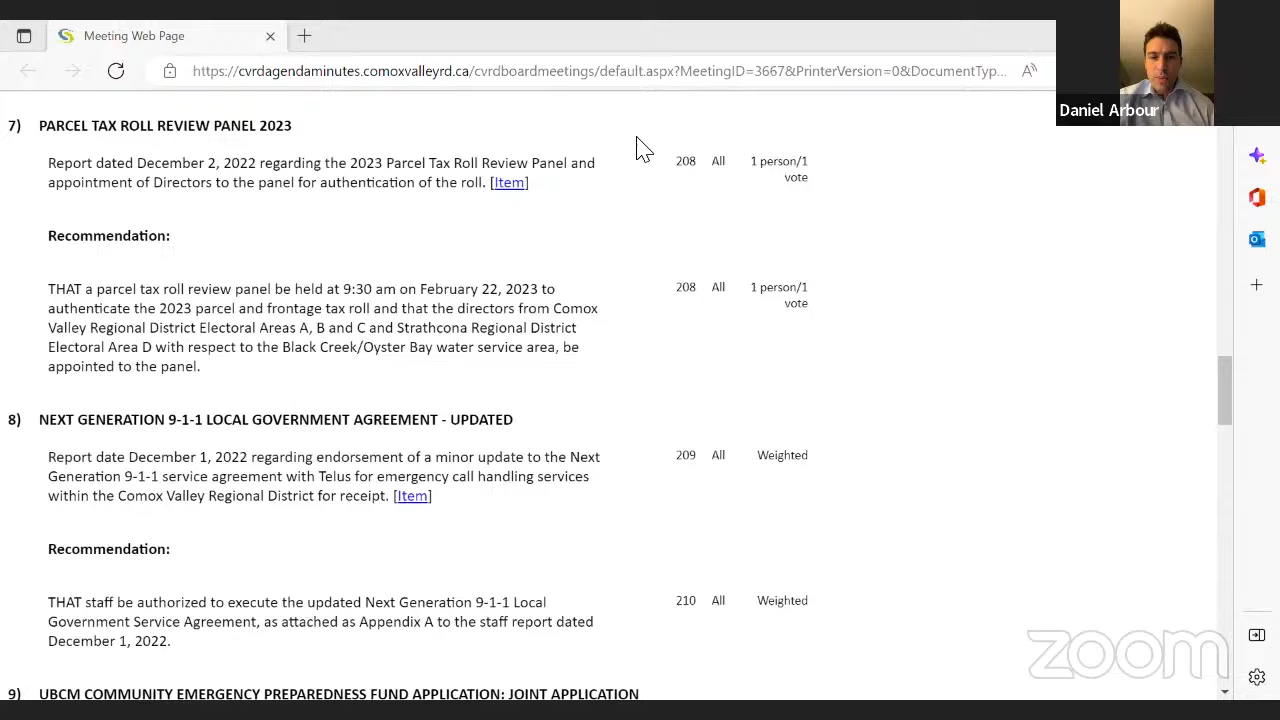 Meeting Web Page
https://cvrdagendaminutes.comoxvalleyrd.ca/cvrdboardmeetings/default.aspx?MeetingID=3667&PrinterVersion=0&DocumentTyp...
Daniel Arbour
7) PARCEL TAX ROLL REVIEW PANEL 2023
Report dated December 2, 2022 regarding the 2023 Parcel Tax Roll Review Panel and 208 All 1 person/1
appointment of Directors to the panel for authentication of the roll. [Item] vote
Recommendation:
THAT a parcel tax roll review panel be held at 9:30 am on February 22, 2023 to 208 All 1 person/1
authenticate the 2023 parcel and frontage tax roll and that the directors from Comox vote
Valley Regional District Electoral Areas A, B and C and Strathcona Regional District
Electoral Area D with respect to the Black Creek/Oyster Bay water service area, be
appointed to the panel.
8) NEXT GENERATION 9-1-1 LOCAL GOVERNMENT AGREEMENT - UPDATED
Report date December 1, 2022 regarding endorsement of a minor update to the Next 209 All Weighted
Generation 9-1-1 service agreement with Telus for emergency call handling services
within the Comox Valley Regional District for receipt. [Item]
Recommendation:
THAT staff be authorized to execute the updated Next Generation 9-1-1 Local 210 All Weighted
Government Service Agreement, as attached as Appendix A to the staff report dated
December 1, 2022.
zoom
9) UBCM COMMUNITY EMERGENCY PREPAREDNESS FUND APPLICATION: JOINT APPLICATION